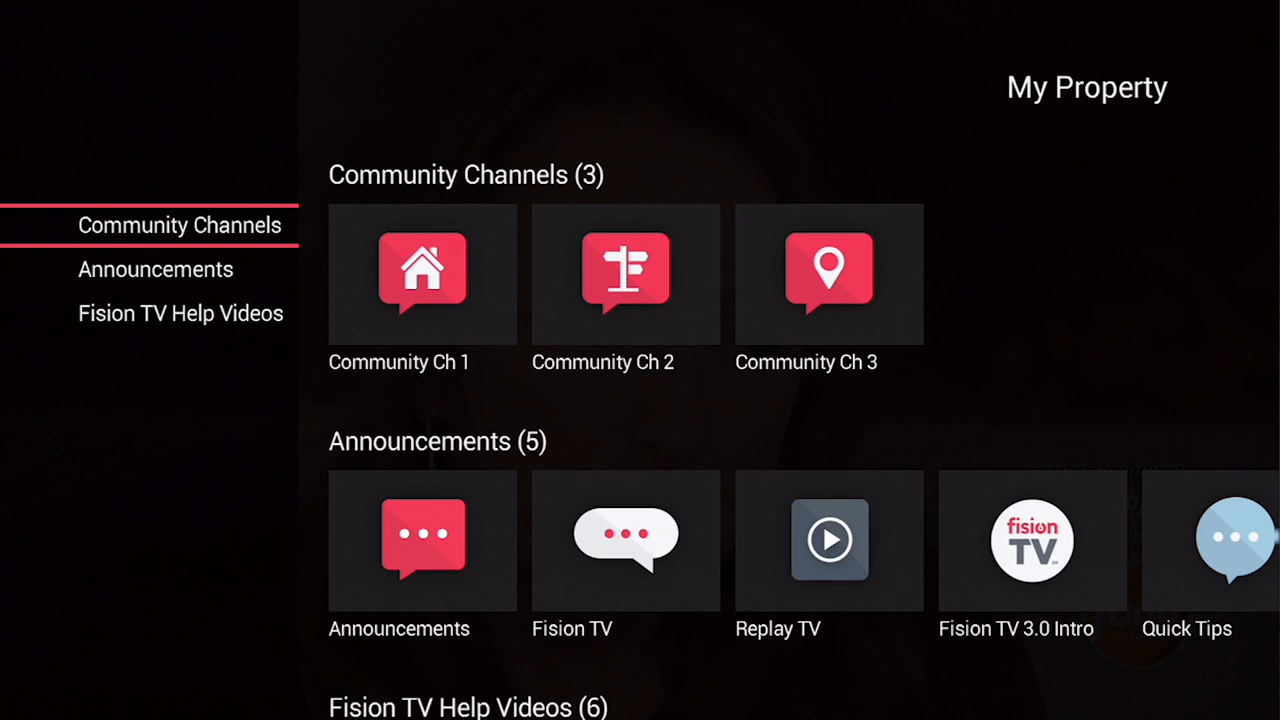 My Property
Community Channels
Announcements
Fision TV Help Videos
Community Channels (3)
Community Ch 1
Community Ch 2
Community Ch 3
Announcements (5)
fision
TV
Announcements
Fision TV
Replay TV
Fision TV 3.0 Intro
Quick Tips
Fision TV Help Videos (6)